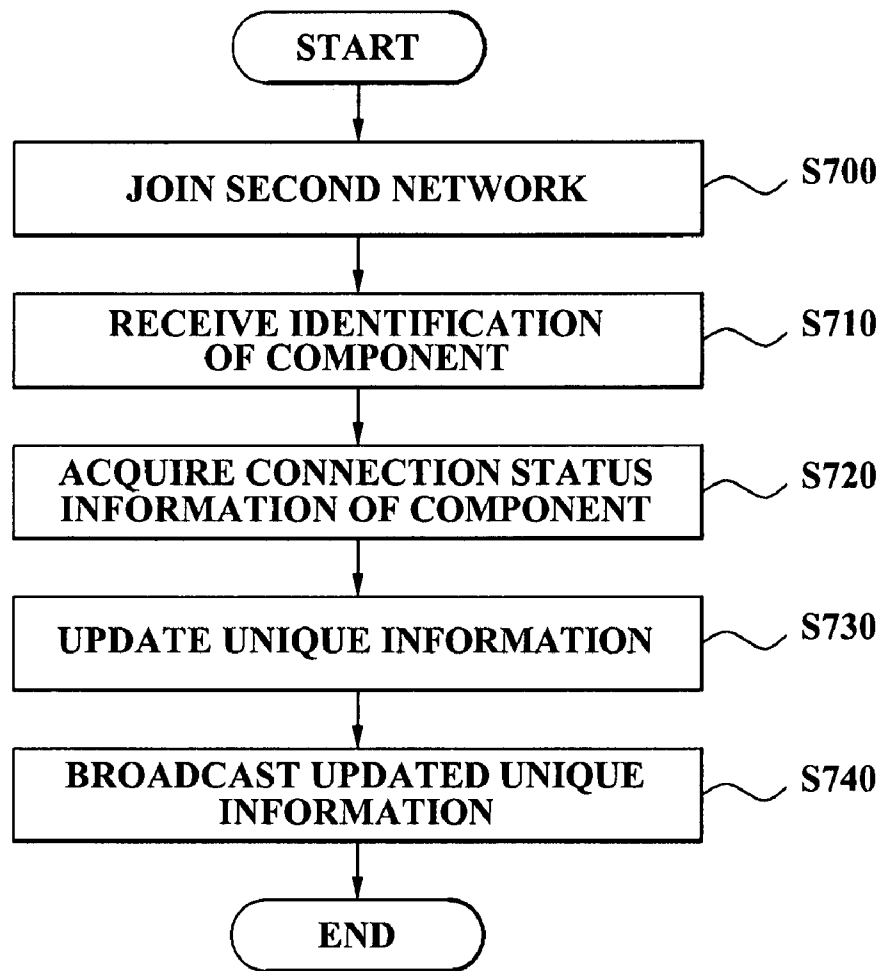 START
JOIN SECOND NETWORK
S700
RECEIVE IDENTIFICATION
OF COMPONENT
S710
ACQUIRE CONNECTION STATUS
INFORMATION OF COMPONENT
S720
UPDATE UNIQUE INFORMATION
S730
BROADCAST UPDATED UNIQUE
INFORMATION
S740
END